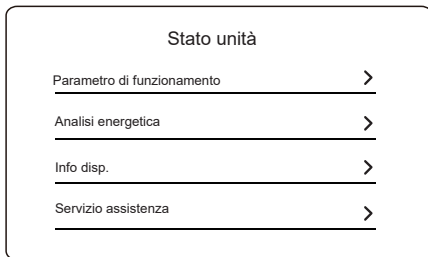 Stato unità
Parametro di funzionamento
Analisi energetica
Info disp.
Servizio assistenza